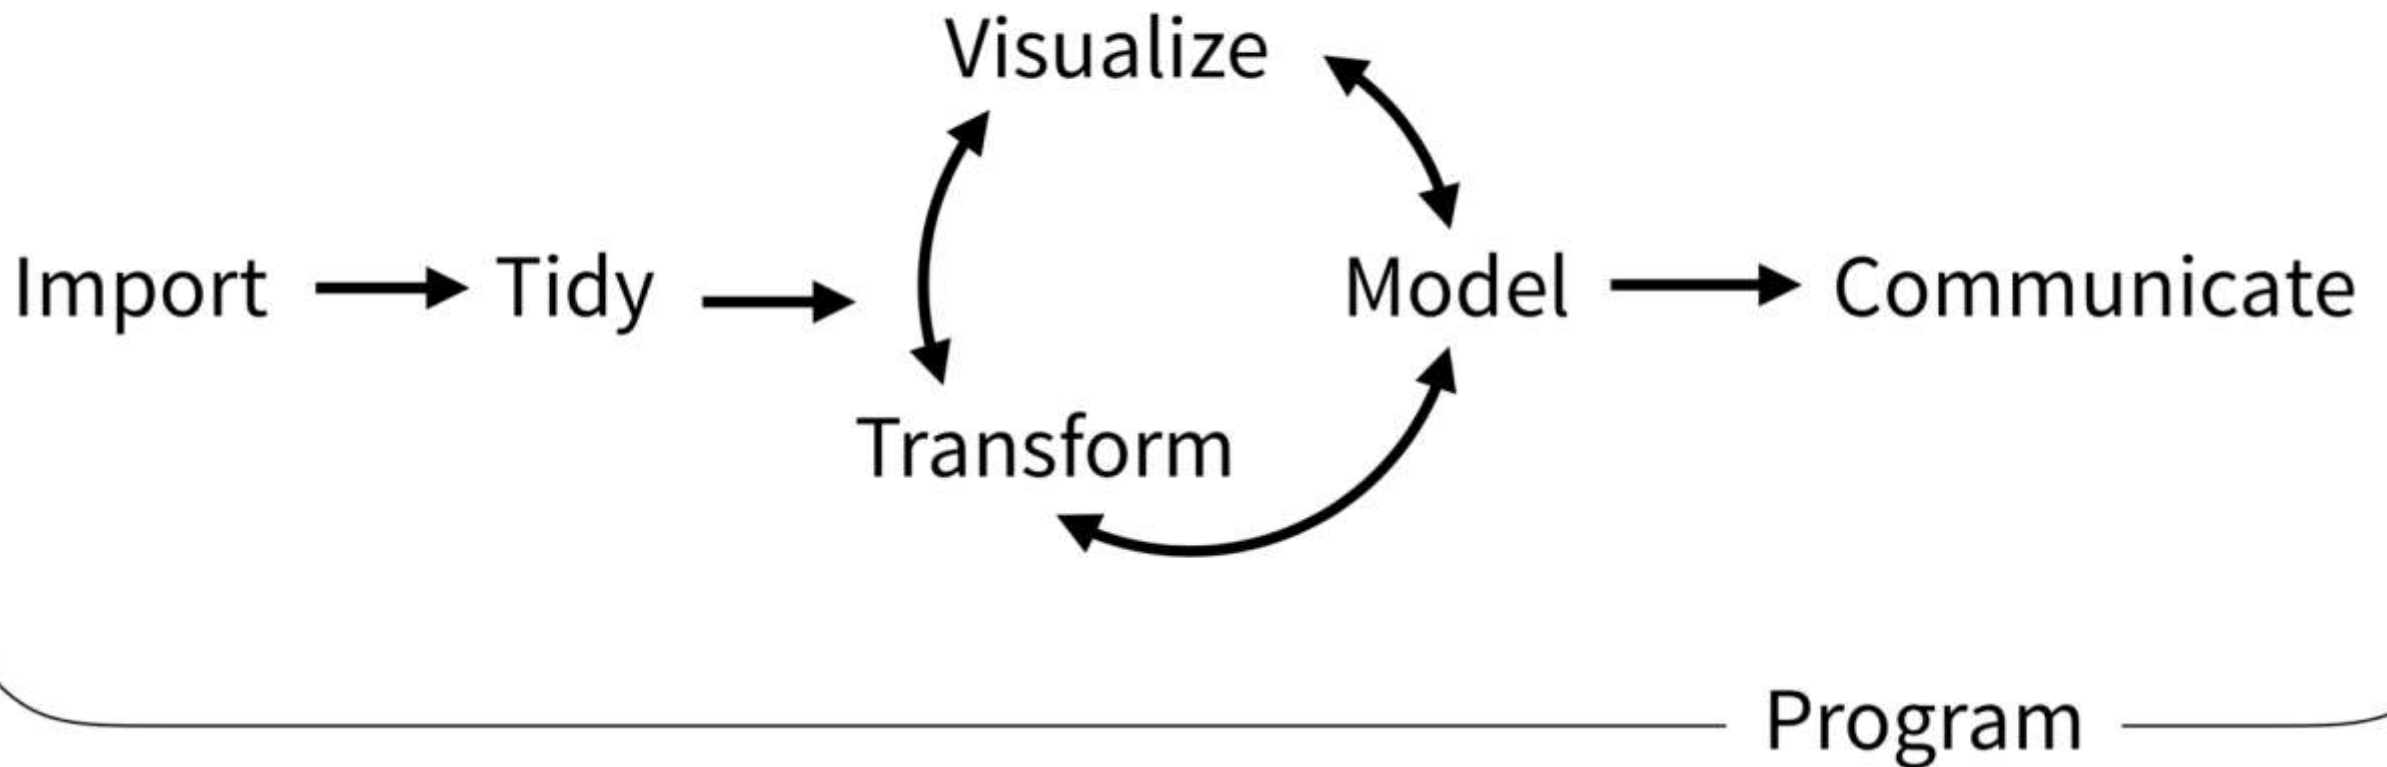 Visualize
Import
Tidy
Model
Communicate
Transform
Program